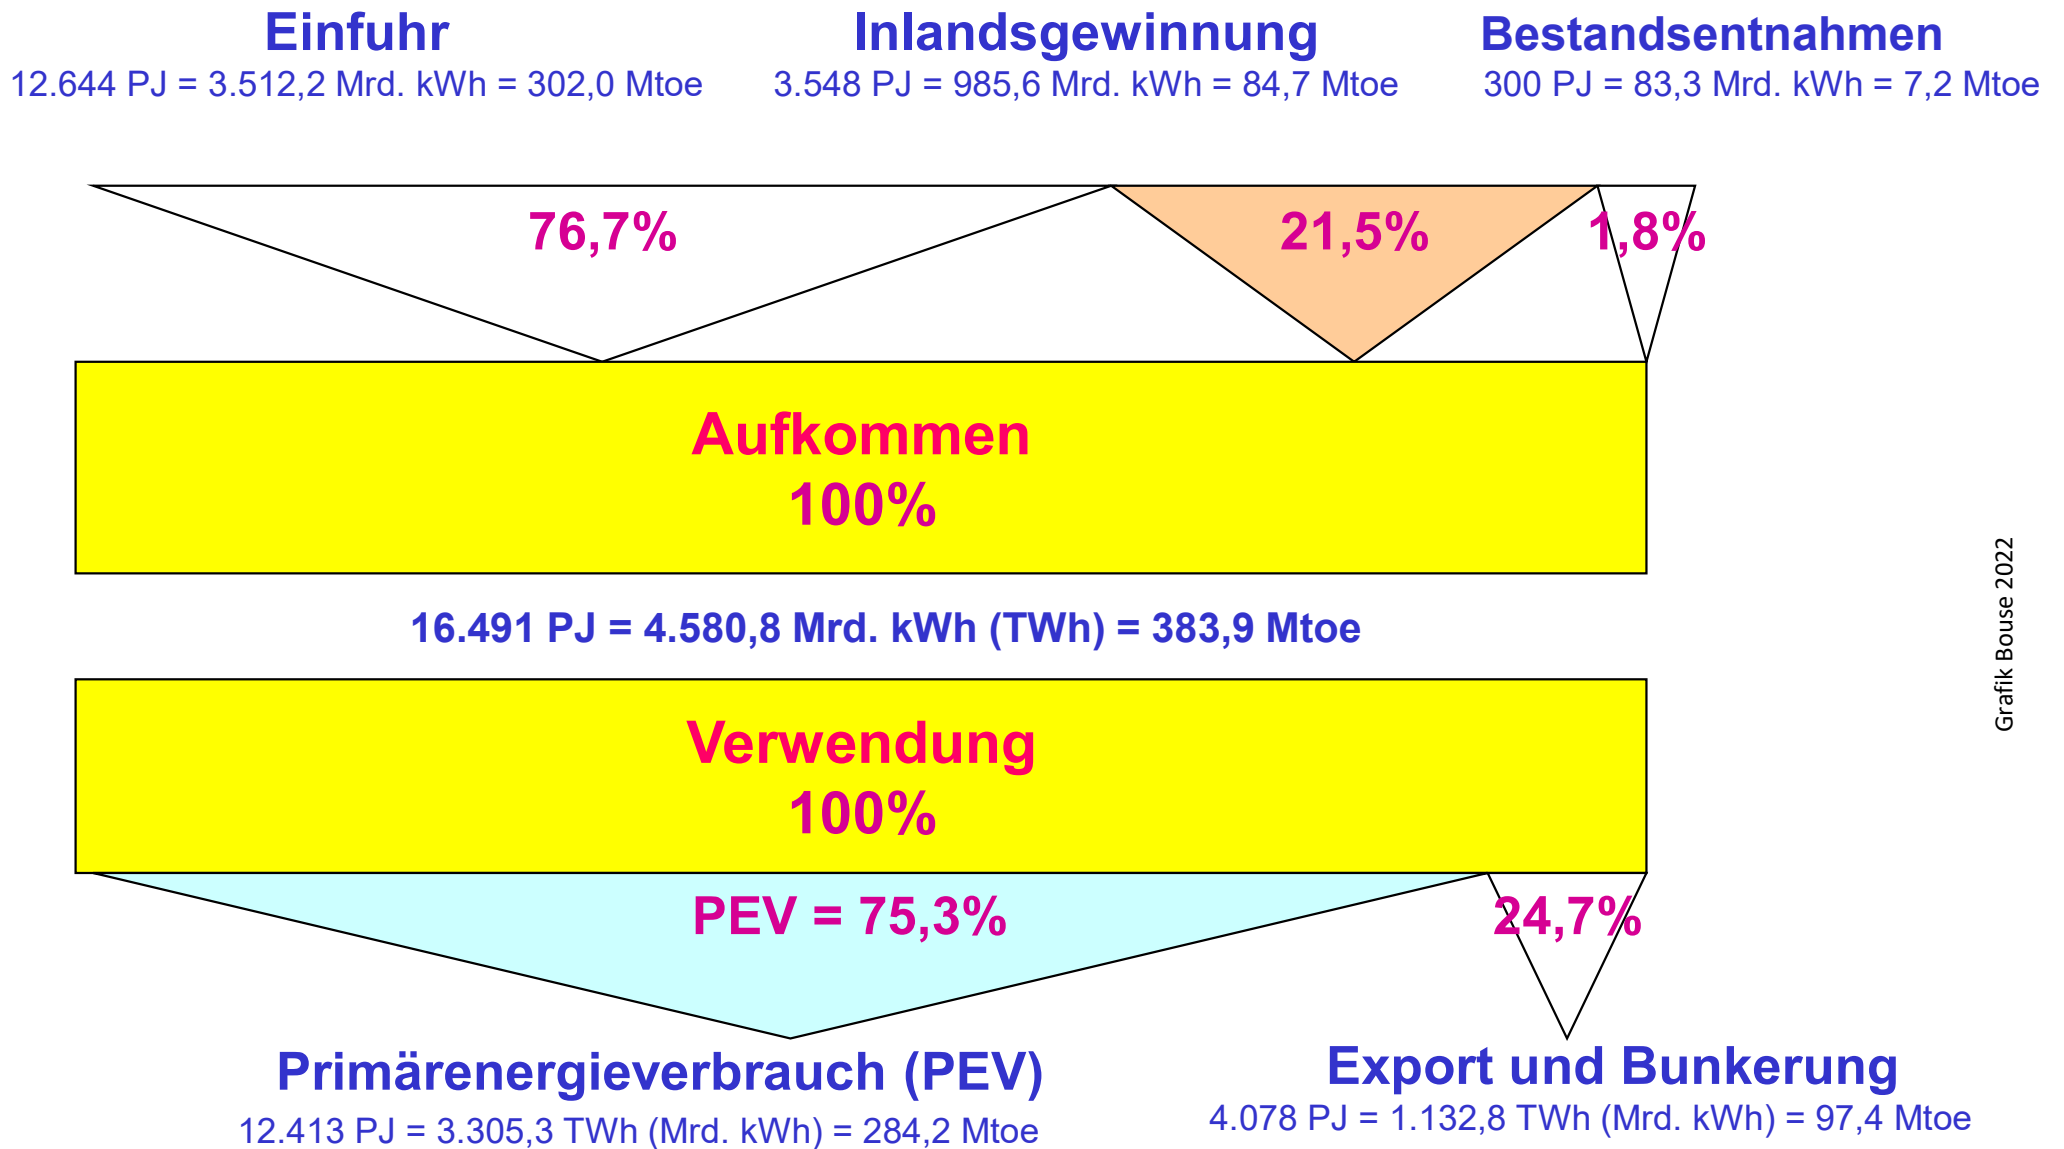 Einfuhr
12.644 PJ = 3.512,2 Mrd. kWh = 302,0 Mtoe
Inlandsgewinnung
3.548 PJ = 985,6 Mrd. kWh = 84,7 Mtoe
Bestandsentnahmen
300 PJ = 83,3 Mrd. kWh = 7,2 Mtoe
76,7%
21,5%
1,8%
Aufkommen
100%
16.491 PJ = 4.580,8 Mrd. kWh (TWh) = 383,9 Mtoe
Grafik Bouse 2022
Verwendung
100%
PEV = 75,3%
24,7%
Primärenergieverbrauch (PEV)
12.413 PJ = 3.305,3 TWh (Mrd. kWh) = 284,2 Mtoe
Export und Bunkerung
4.078 PJ = 1.132,8 TWh (Mrd. kWh) = 97,4 Mtoe